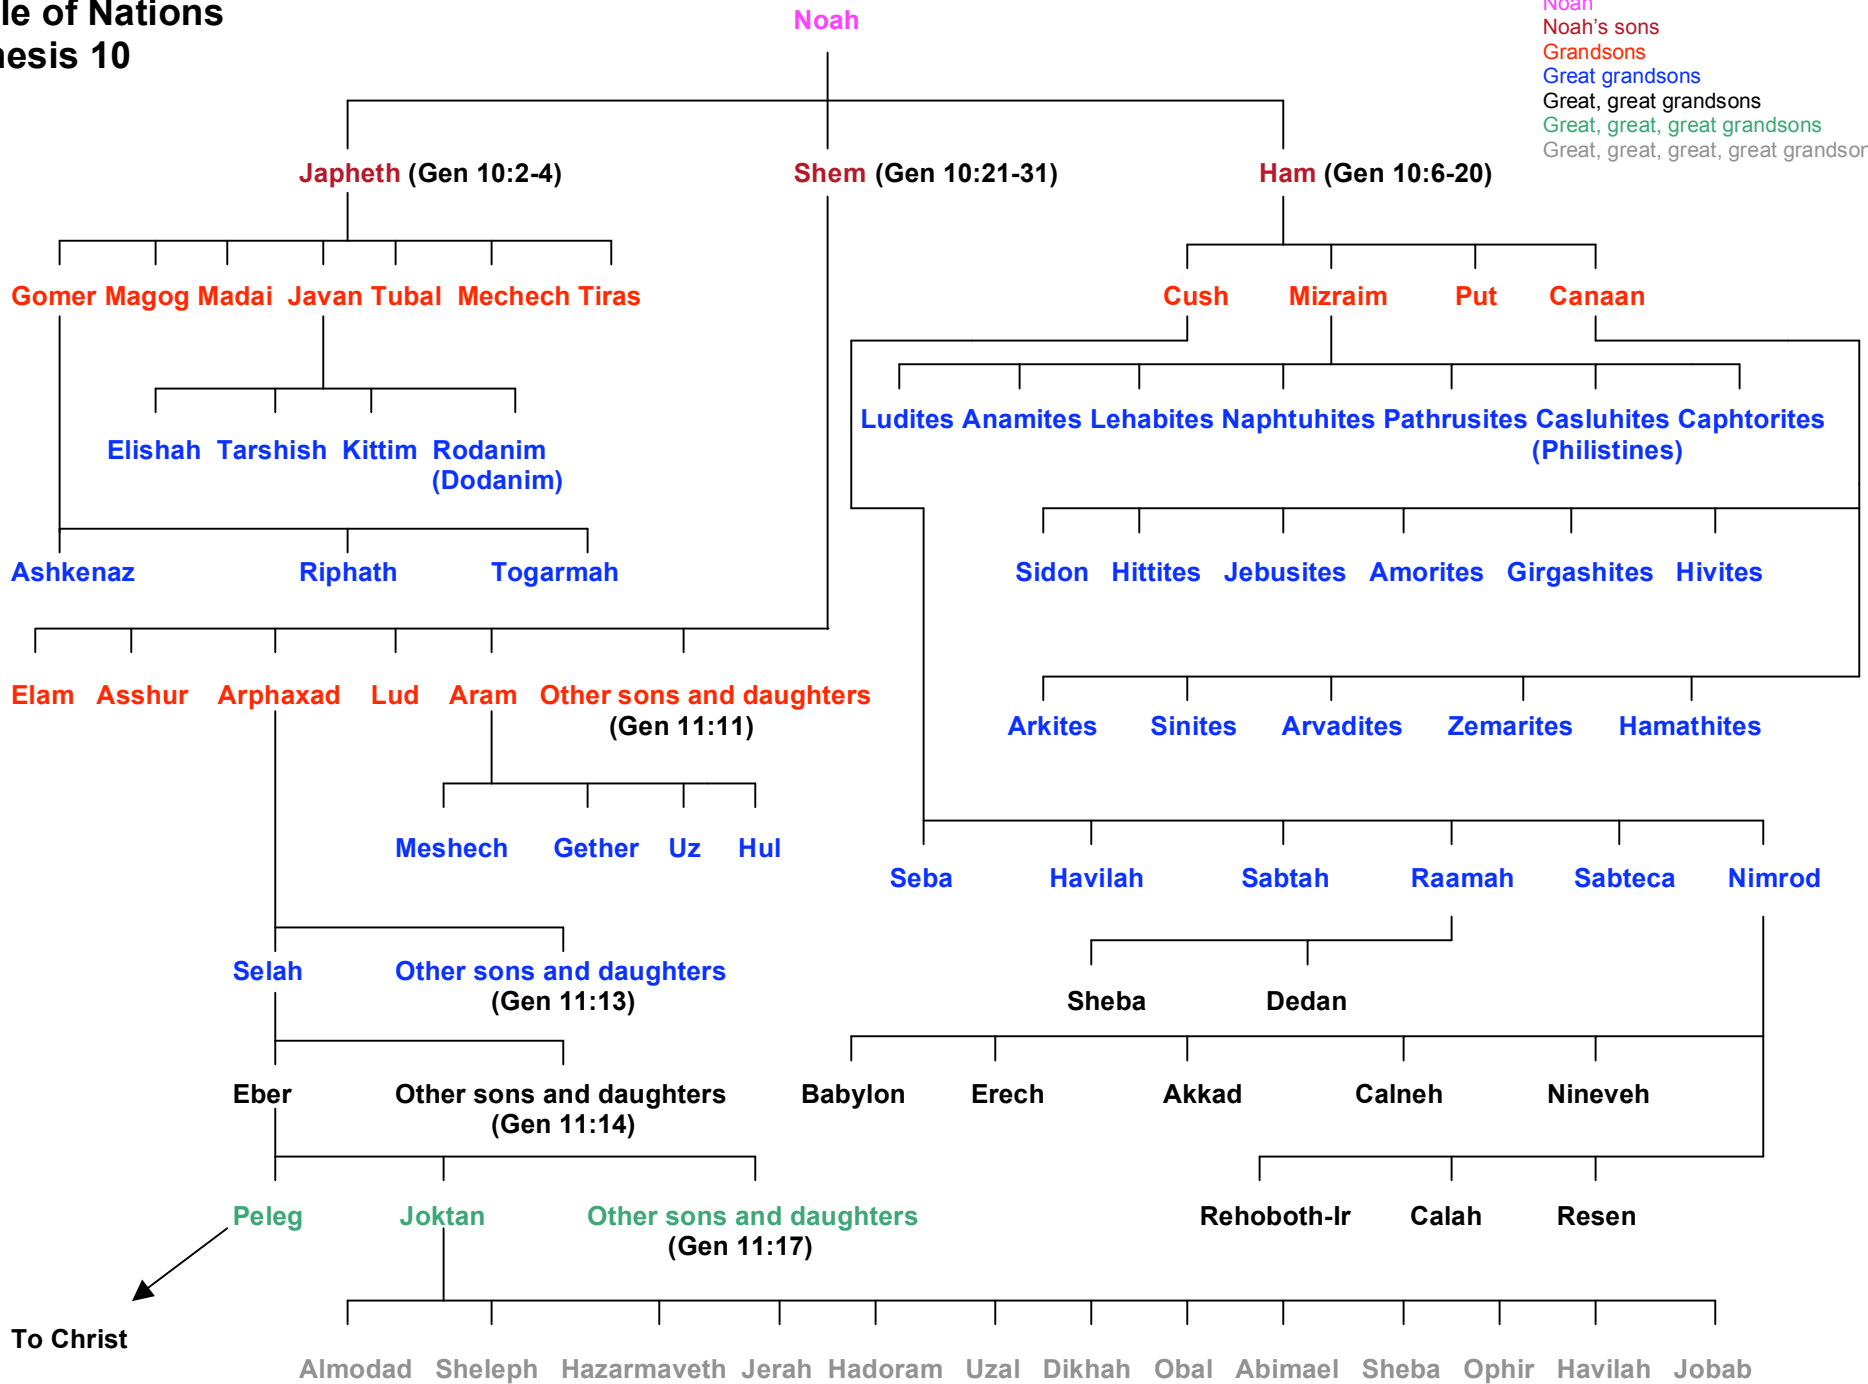 le of Nations
nesis 10
Noah
Noah
Noah's sons
Grandsons
Great grandsons
Great, great grandsons
Great, great, great grandsons
Great, great, great, great grandson
Japheth (Gen 10:2-4) Shem (Gen 10:21-31) Ham (Gen 10:6-20)
Gomer Magog Madai Javan Tubal Mechech Tiras
Cush Mizraim Put Canaan
Ludites Anamites Lehabites Naphtuhites Pathrusites Casluhites Caphtorites
(Philistines)
Elishah Tarshish Kittim Rodanim
(Dodanim)
Ashkenaz Riphath Togarmah
Sidon Hittites Jebusites Amorites Girgashites Hivites
Elam Asshur Arphaxad Lud Aram Other sons and daughters
(Gen 11:11)
Arkites Sinites Arvadites Zemarites Hamathites
Meshech Gether Uz Hul
Seba Havilah Sabtah Raamah Sabteca Nimrod
Selah Other sons and daughters
(Gen 11:13)
Sheba Dedan
Eber Other sons and daughters
(Gen 11:14)
Babylon Erech Akkad Calneh Nineveh
Peleg Joktan Other sons and daughters
(Gen 11:17)
Rehoboth-Ir Calah Resen
To Christ
Almodad Sheleph Hazarmaveth Jerah Hadoram Uzal Dikhah Obal Abimael Sheba Ophir Havilah Jobab